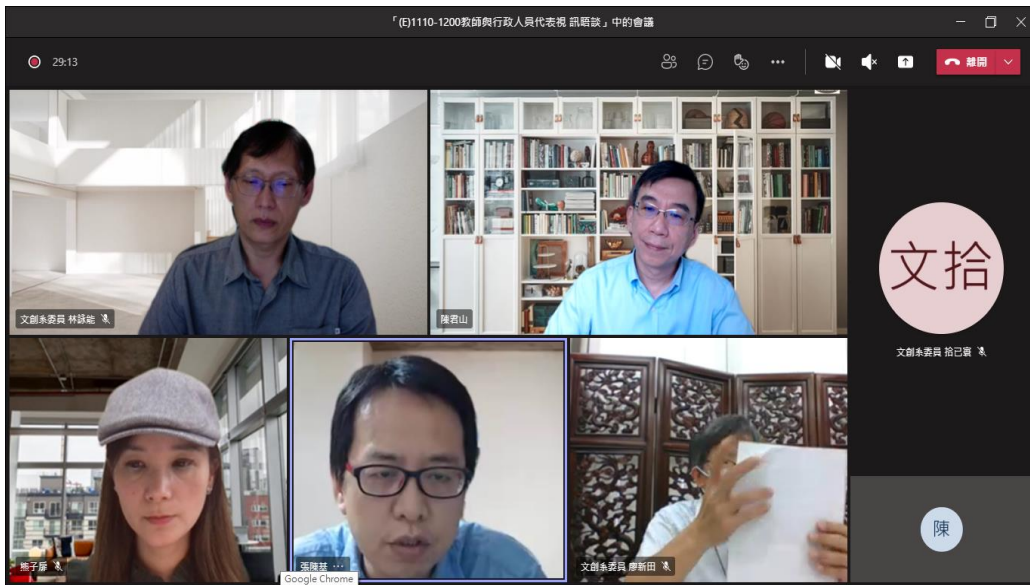 「(E)1110-1200教師與行政人員代表視 訊晤談」中的會議
29:13
離開
文創系委員 林詠能
陳君山
文拾
文創系委員 拾已寰
熊子扉
張陳基 ···
文創系委員 廖新田
陳
Google Chrome